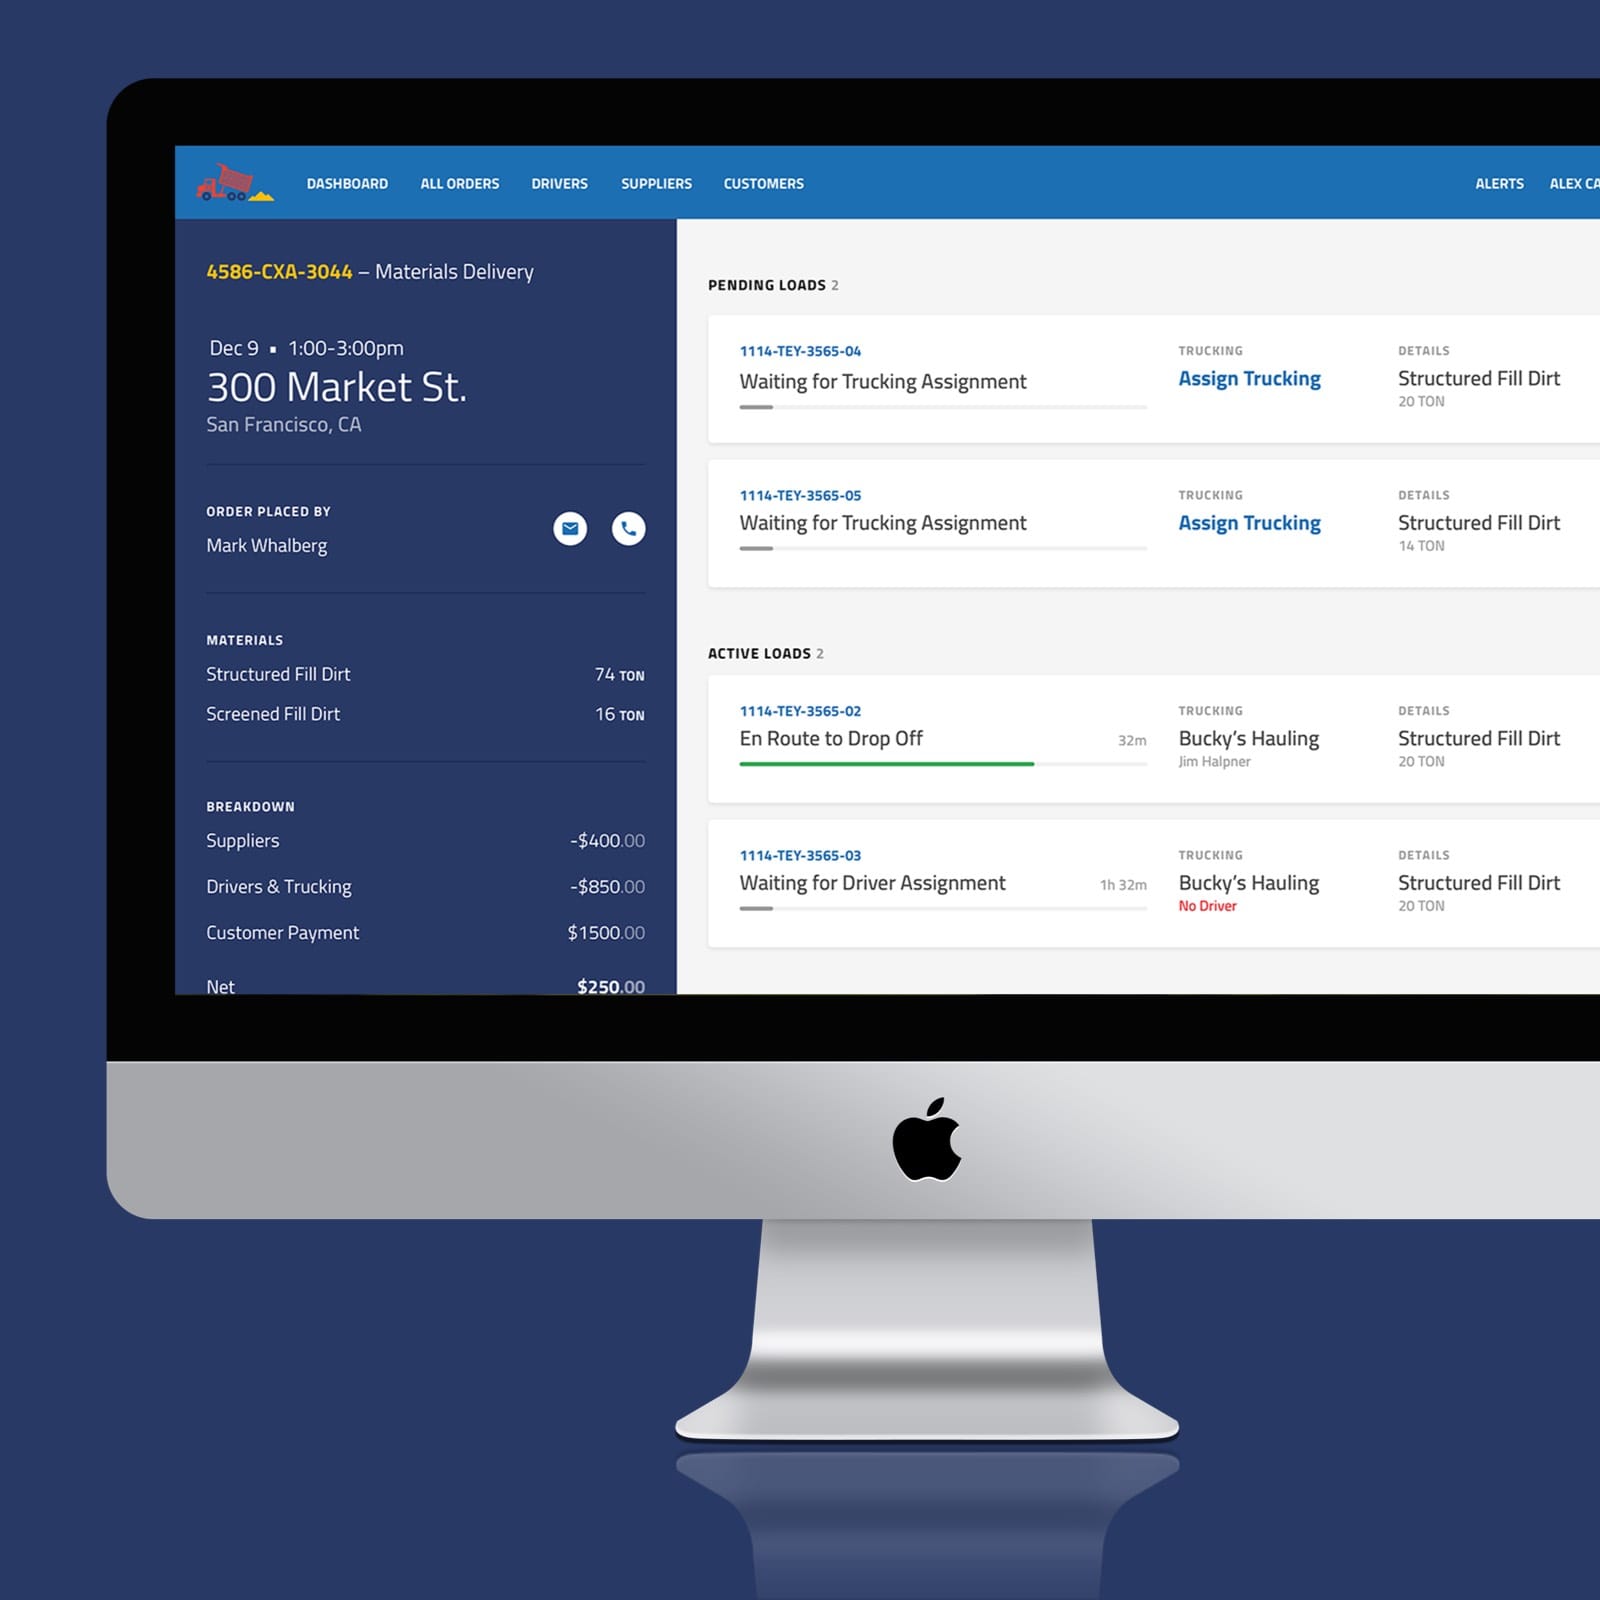 DASHBOARD ALL ORDERS DRIVERS SUPPLIERS CUSTOMERS ALERTS ALEX CA
4586-CXA-3044 – Materials Delivery
Dec 9 ▪ 1:00-3:00pm
300 Market St.
San Francisco, CA
ORDER PLACED BY
Mark Whalberg
MATERIALS
Structured Fill Dirt 74 TON
Screened Fill Dirt 16 TON
BREAKDOWN
Suppliers -$400.00
Drivers & Trucking -$850.00
Customer Payment $1500.00
Net $250.00
PENDING LOADS 2
1114-TEY-3565-04 TRUCKING DETAILS
Waiting for Trucking Assignment Assign Trucking Structured Fill Dirt
20 TON
1114-TEY-3565-05 TRUCKING DETAILS
Waiting for Trucking Assignment Assign Trucking Structured Fill Dirt
14 TON
ACTIVE LOADS 2
1114-TEY-3565-02 TRUCKING DETAILS
En Route to Drop Off 32m Bucky’s Hauling Structured Fill Dirt
Jim Halpner 20 TON
1114-TEY-3565-03 TRUCKING DETAILS
Waiting for Driver Assignment 1h 32m Bucky’s Hauling Structured Fill Dirt
No Driver 20 TON